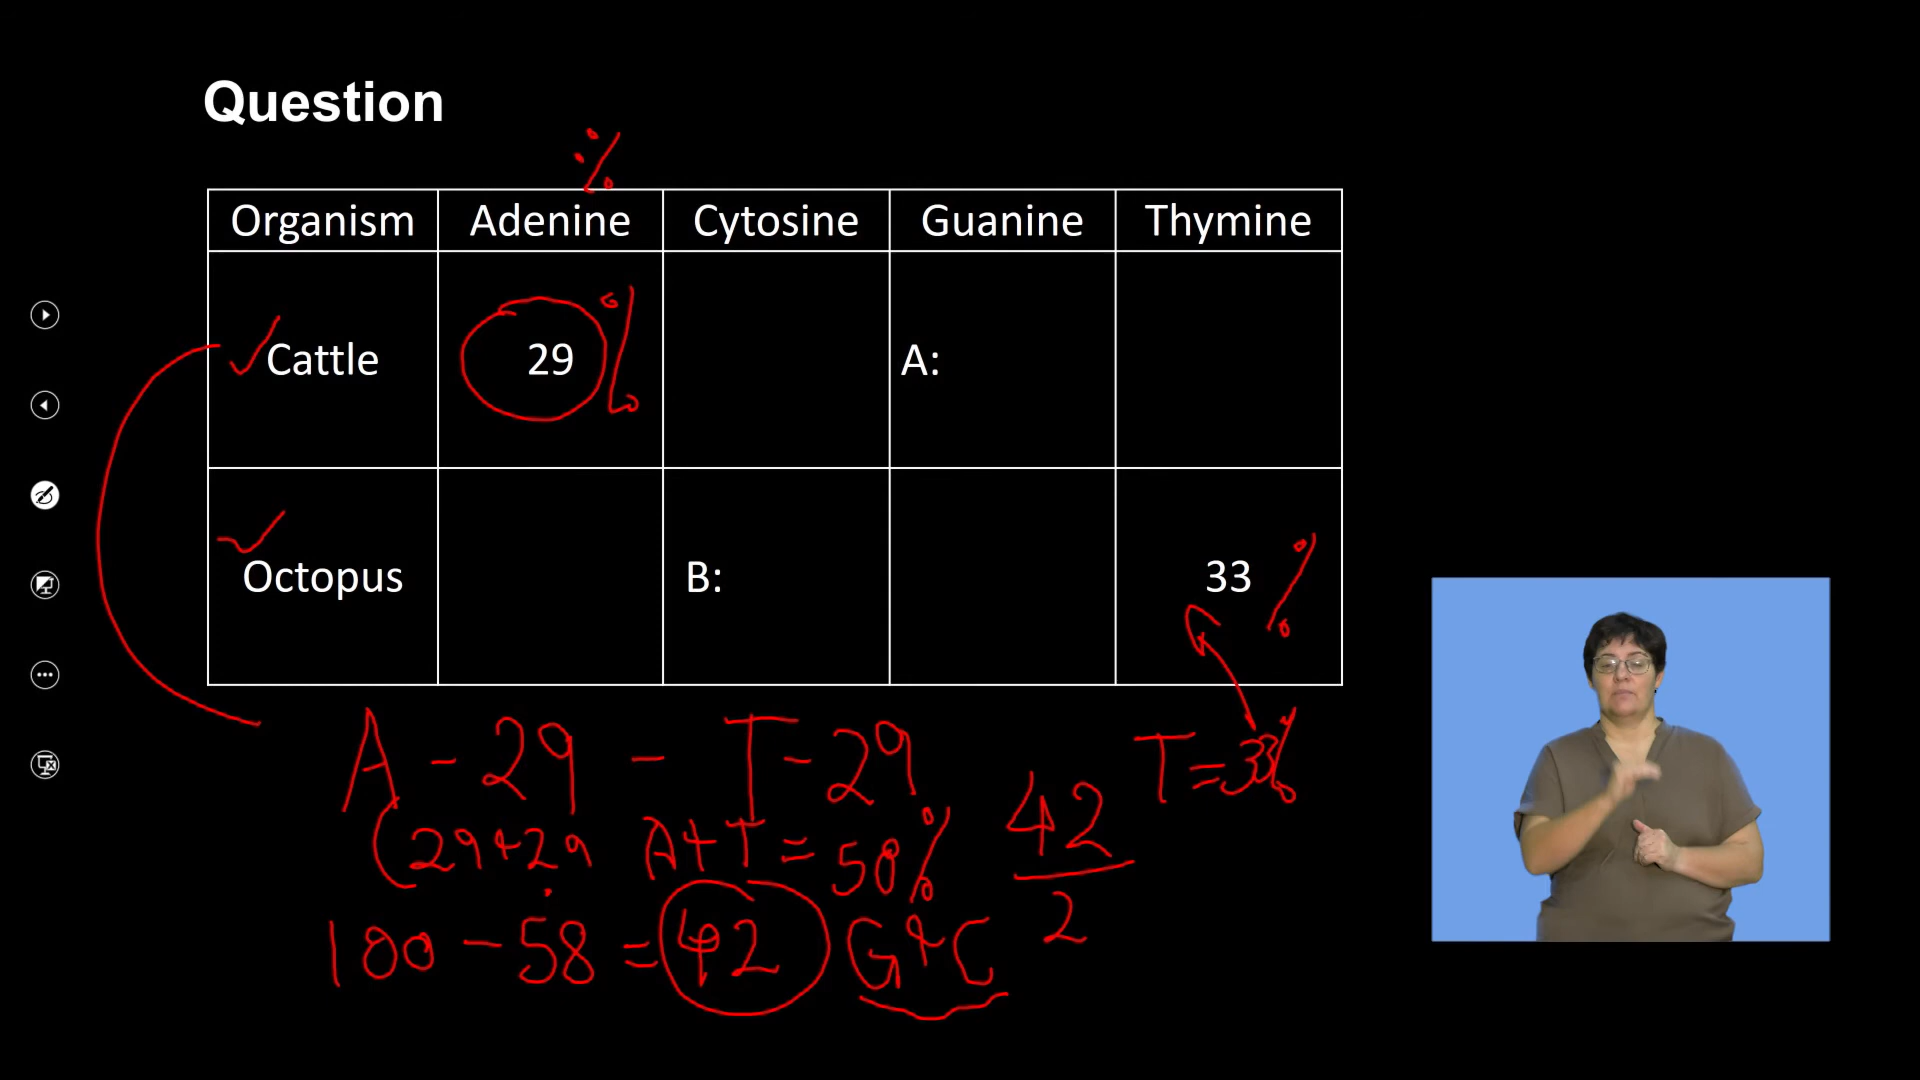 Question
%
Organism Adenine Cytosine Guanine Thymine
Cattle 29 % A:
Octopus B: 33 %
A - 29 - T - 29
T = 33%
(29+29 A+T = 58%
42
2
100 - 58 = 42 G+C